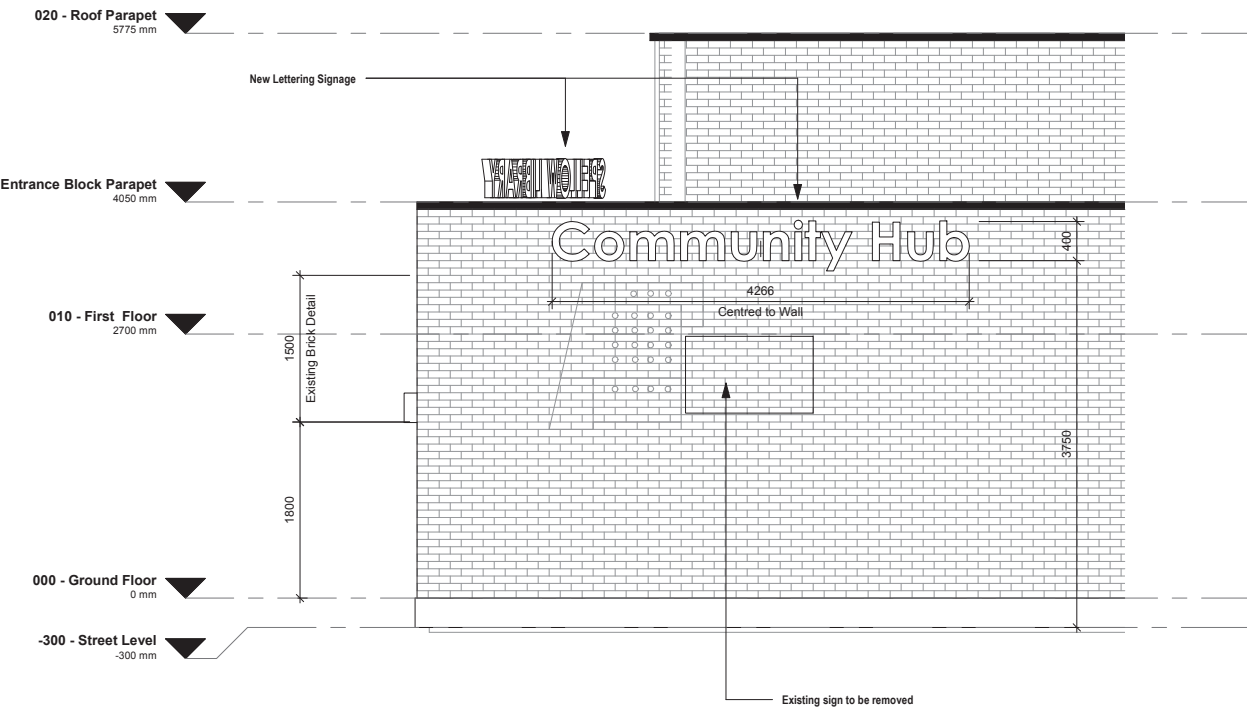 020 - Roof Parapet
5775 mm
New Lettering Signage
Entrance Block Parapet
4050 mm
Community Hub
400
4266
Centred to Wall
010 - First Floor
2700 mm
1500
Existing Brick Detail
3750
1800
000 - Ground Floor
0 mm
-300 - Street Level
-300 mm
Existing sign to be removed